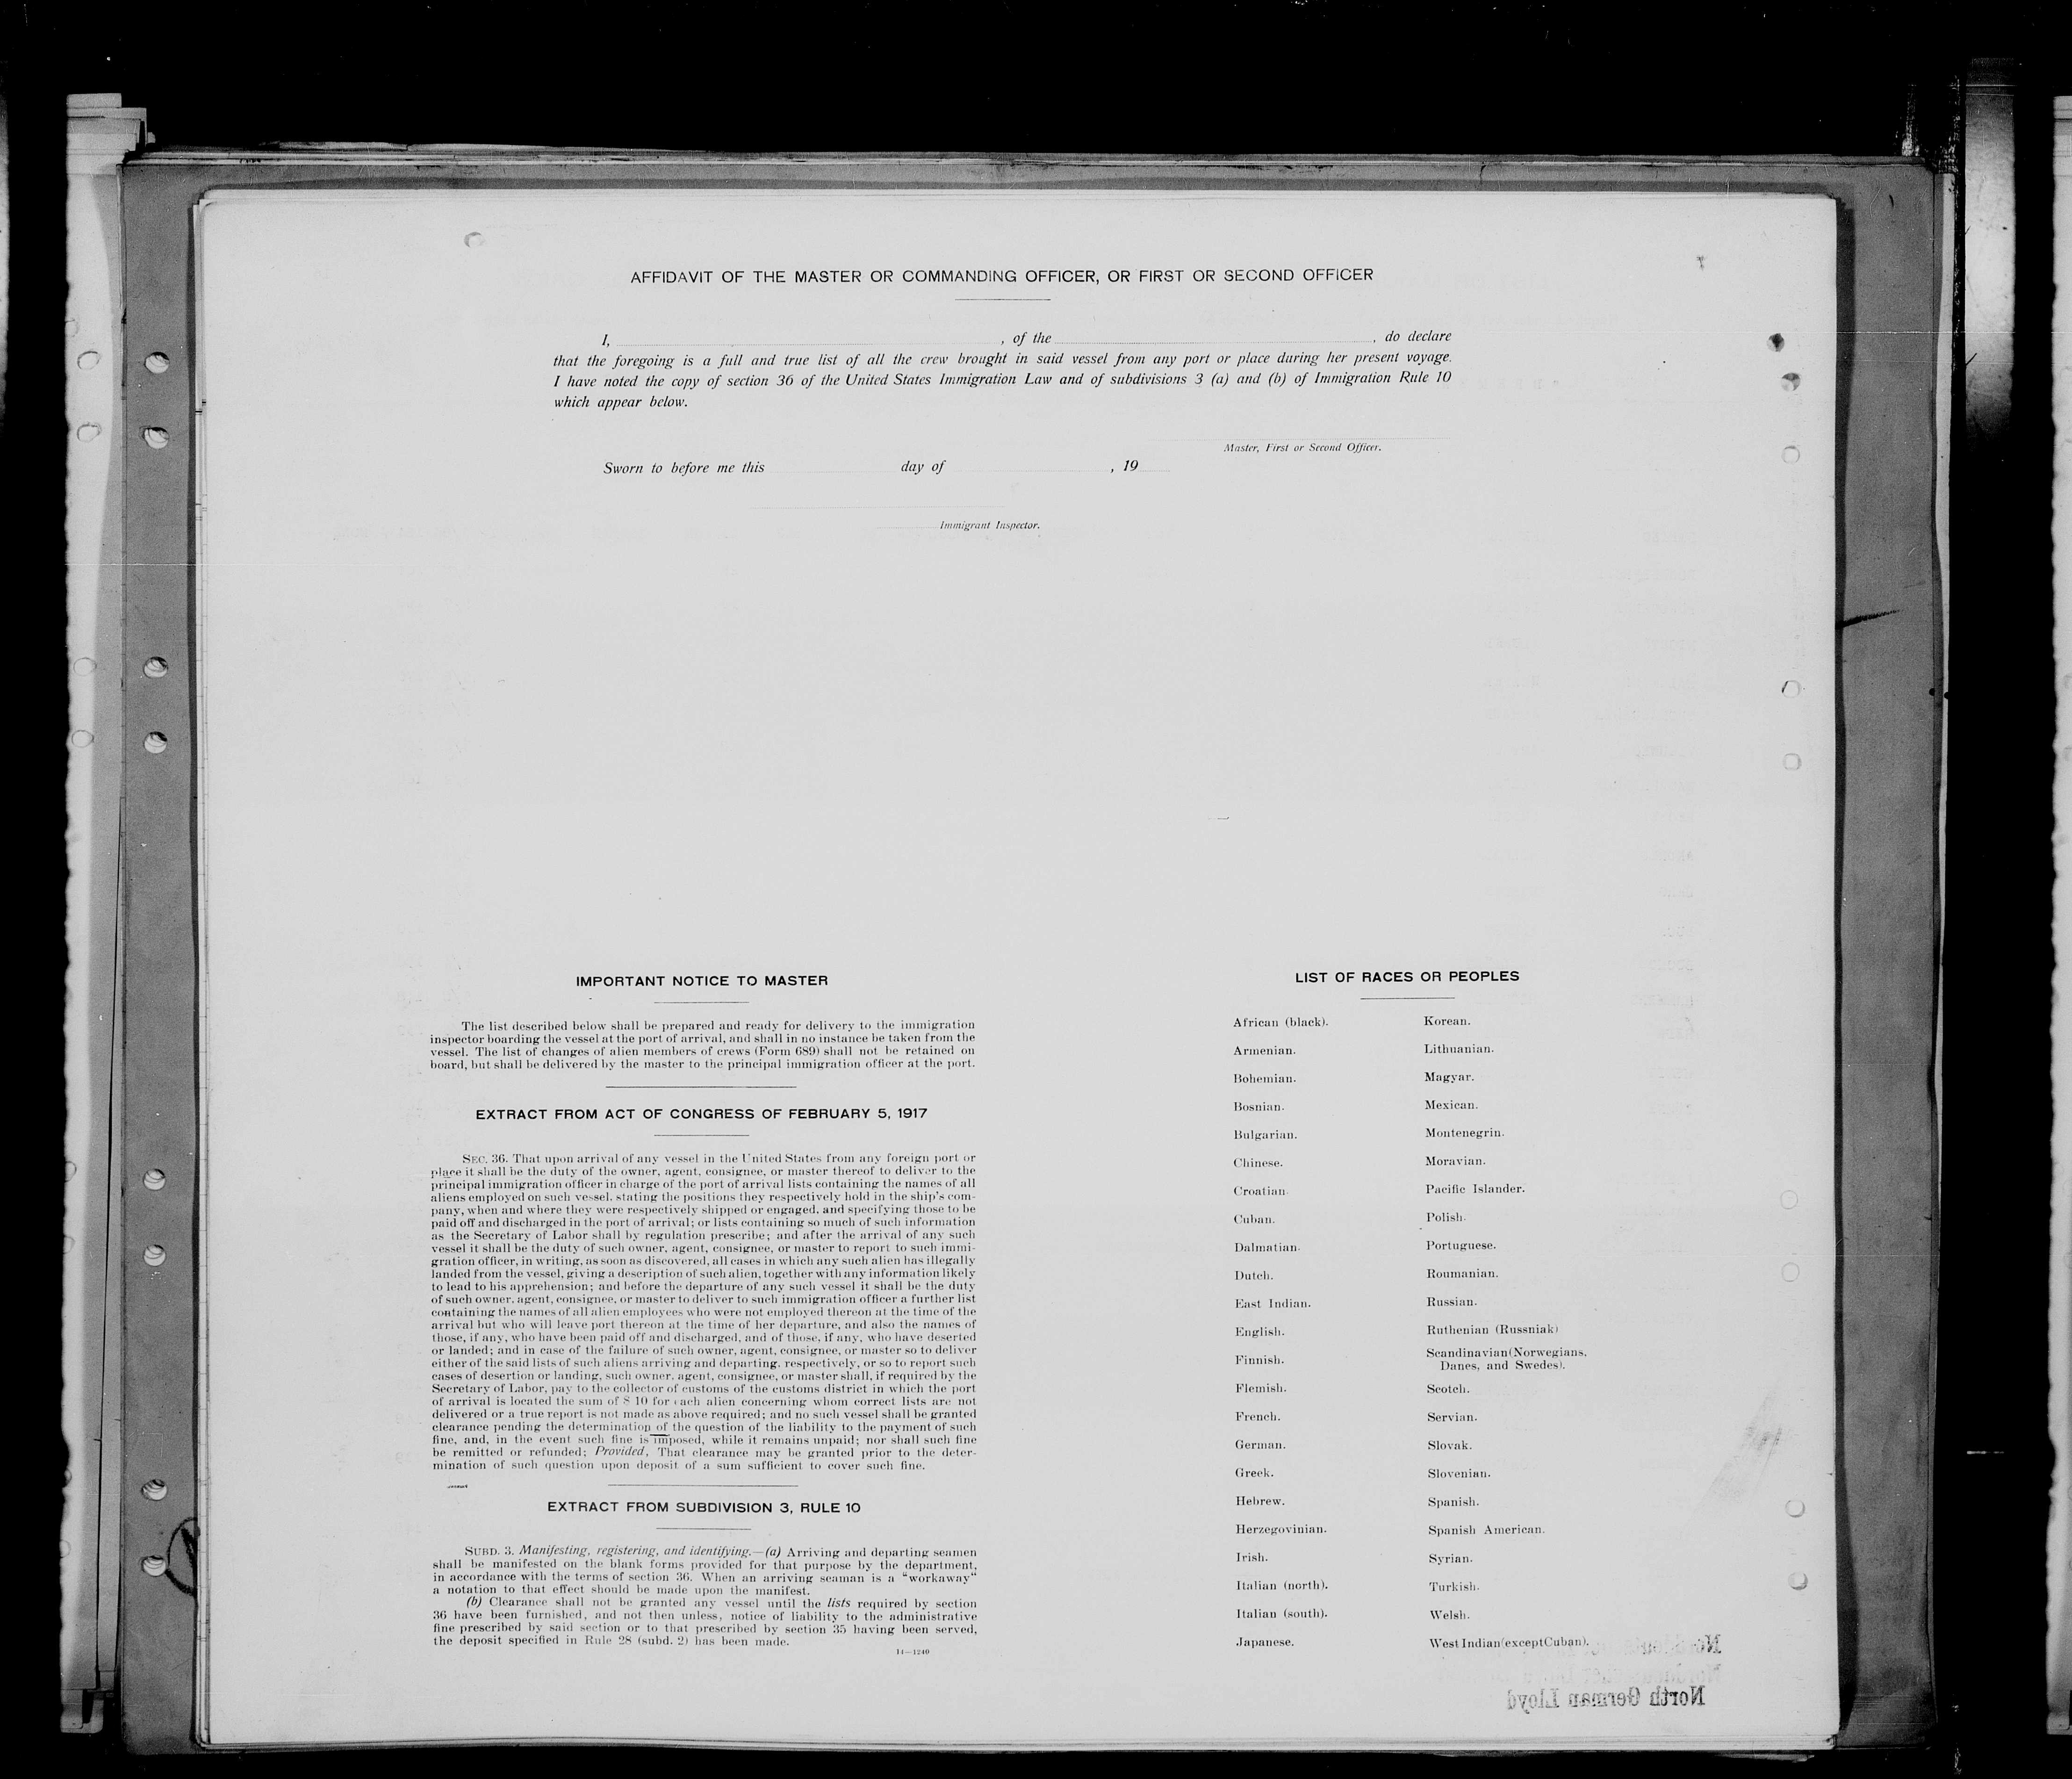 AFFIDAVIT OF THE MASTER OR COMMANDING OFFICER, OR FIRST OR SECOND OFFICER
I, , of the , do declare
that the foregoing is a full and true list of all the crew brought in said vessel from any port or place during her present voyage.
I have noted the copy of section 36 of the United States Immigration Law and of subdivisions 3 (a) and (b) of Immigration Rule 10
which appear below.
Master, First or Second Officer.
Sworn to before me this day of , 19
Immigrant Inspector.
IMPORTANT NOTICE TO MASTER
The list described below shall be prepared and ready for delivery to the immigration
inspector boarding the vessel at the port of arrival, and shall in no instance be taken from the
vessel. The list of changes of alien members of crews (Form 689) shall not be retained on
board, but shall be delivered by the master to the principal immigration officer at the port.
EXTRACT FROM ACT OF CONGRESS OF FEBRUARY 5, 1917
SEC. 36. That upon arrival of any vessel in the United States from any foreign port or
place it shall be the duty of the owner, agent, consignee, or master thereof to deliver to the
principal immigration officer in charge of the port of arrival lists containing the names of all
aliens employed on such vessel, stating the positions they respectively hold in the ship's com-
pany, when and where they were respectively shipped or engaged, and specifying those to be
paid off and discharged in the port of arrival; or lists containing so much of such information
as the Secretary of Labor shall by regulation prescribe; and after the arrival of any such
vessel it shall be the duty of such owner, agent, consignee, or master to report to such immi-
gration officer, in writing, as soon as discovered, all cases in which any such alien has illegally
landed from the vessel, giving a description of such alien, together with any information likely
to lead to his apprehension; and before the departure of any such vessel it shall be the duty
of such owner, agent, consignee, or master to deliver to such immigration officer a further list
containing the names of all alien employees who were not employed thereon at the time of the
arrival but who will leave port thereon at the time of her departure, and also the names of
those, if any, who have been paid off and discharged, and of those, if any, who have deserted
or landed; and in case of the failure of such owner, agent, consignee, or master so to deliver
either of the said lists of such aliens arriving and departing, respectively, or so to report such
cases of desertion or landing, such owner, agent, consignee, or master shall, if required by the
Secretary of Labor, pay to the collector of customs of the customs district in which the port
of arrival is located the sum of $ 10 for each alien concerning whom correct lists are not
delivered or a true report is not made as above required; and no such vessel shall be granted
clearance pending the determination of the question of the liability to the payment of such
fine, and, in the event such fine is imposed, while it remains unpaid; nor shall such fine
be remitted or refunded; Provided, That clearance may be granted prior to the deter-
mination of such question upon deposit of a sum sufficient to cover such fine.
EXTRACT FROM SUBDIVISION 3, RULE 10
SUBD. 3. Manifesting, registering, and identifying.—(a) Arriving and departing seamen
shall be manifested on the blank forms provided for that purpose by the department,
in accordance with the terms of section 36. When an arriving seaman is a "workaway"
a notation to that effect should be made upon the manifest.
(b) Clearance shall not be granted any vessel until the lists required by section
36 have been furnished, and not then unless, notice of liability to the administrative
fine prescribed by said section or to that prescribed by section 35 having been served,
the deposit specified in Rule 28 (subd. 2) has been made.
14—1240
LIST OF RACES OR PEOPLES
African (black).
Armenian.
Bohemian.
Bosnian.
Bulgarian.
Chinese.
Croatian.
Cuban.
Dalmatian.
Dutch.
East Indian.
English.
Finnish.
Flemish.
French.
German.
Greek.
Hebrew.
Herzegovinian.
Irish.
Italian (north).
Italian (south).
Japanese.
Korean.
Lithuanian.
Magyar.
Mexican.
Montenegrin.
Moravian.
Pacific Islander.
Polish.
Portuguese.
Roumanian.
Russian.
Ruthenian (Russniak)
Scandinavian (Norwegians,
Danes, and Swedes).
Scotch.
Servian.
Slovak.
Slovenian.
Spanish.
Spanish American.
Syrian.
Turkish.
Welsh.
West Indian (except Cuban).
North German Lloyd